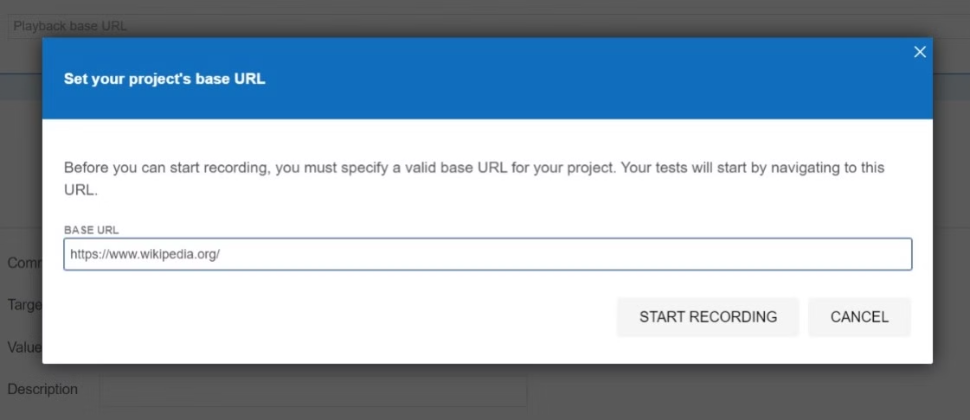 Playback base URL
Set your project's base URL
Before you can start recording, you must specify a valid base URL for your project. Your tests will start by navigating to this
URL.
BASE URL
https://www.wikipedia.org/
Comm
START RECORDING
CANCEL
Targe
Value
Description